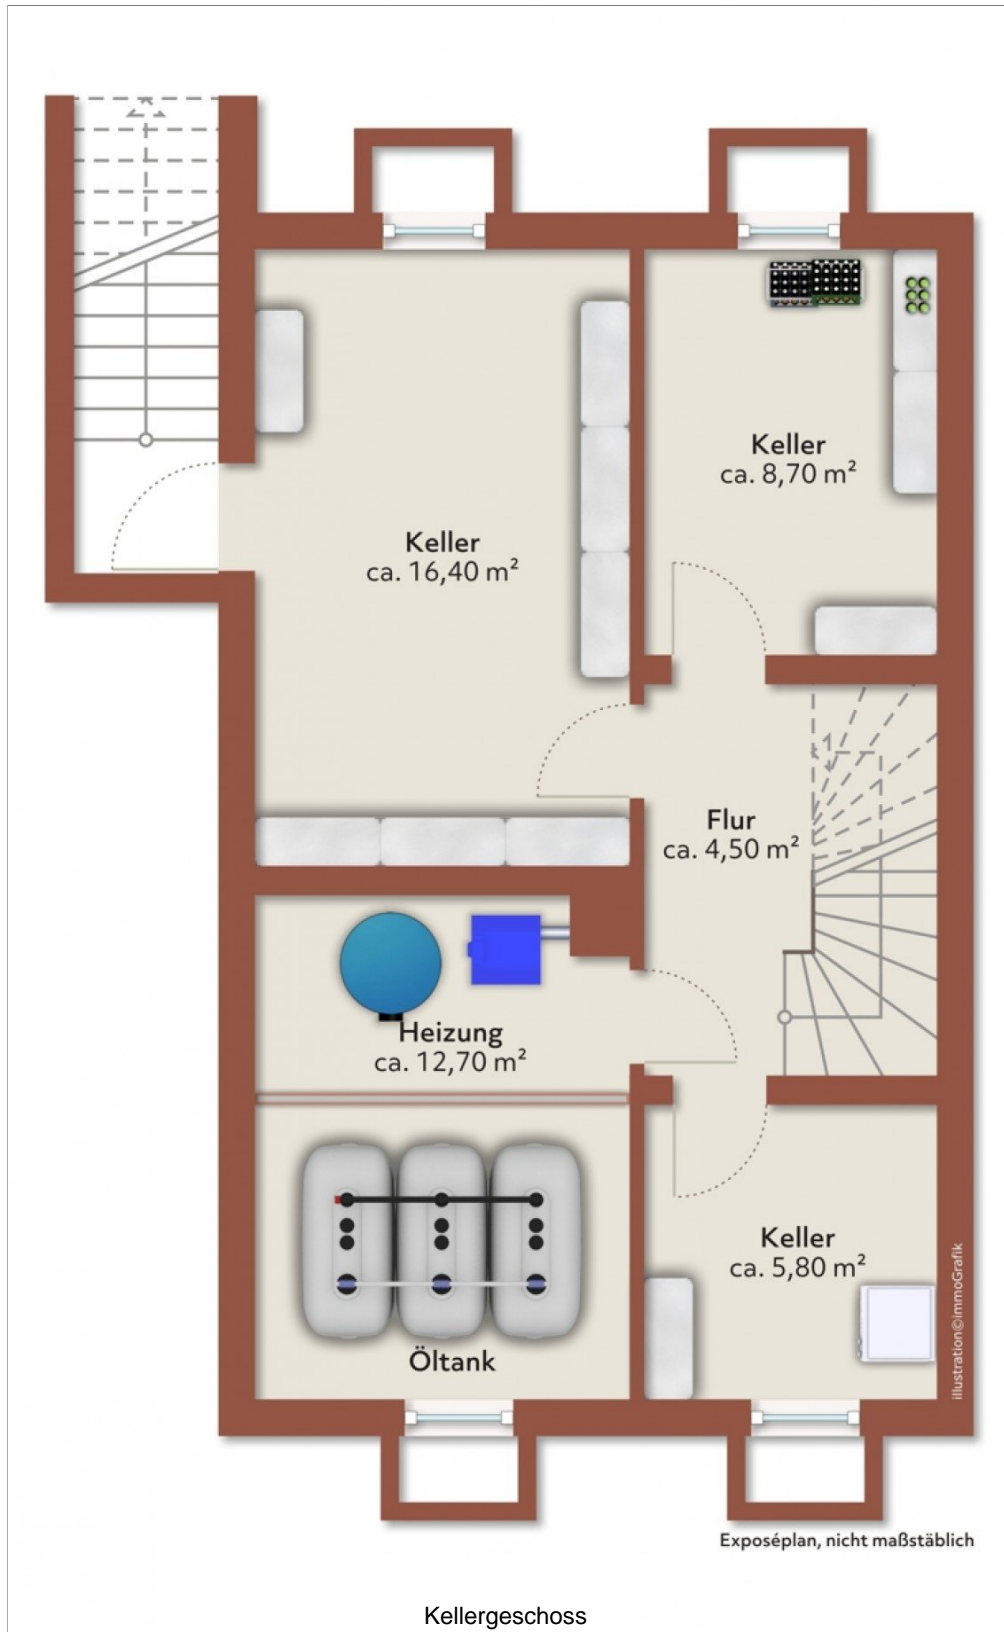 Keller
ca. 8,70 m²
Keller
ca. 16,40 m²
Flur
ca. 4,50 m²
Heizung
ca. 12,70 m²
Keller
ca. 5,80 m²
Öltank
illustration©immoGrafik
Exposéplan, nicht maßstäblich
Kellergeschoss